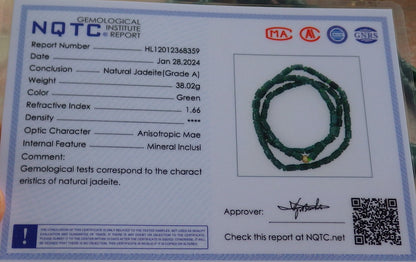 NQTC GEMOLOGICAL
INSTITUTE
REPORT
Report Number HL12012368359
Date Jan 28,2024
Conclusion Natural Jadeite(Grade A)
Weight 38.02g
Color Green
Refractive Index 1.66
Density ****
Optic Character Anisotropic Mae
Internal Feature Mineral Inclusi
Comment:
Gemological tests correspond to the charact
eristics of natural jadeite.
MA
GNBS
Approver:
Check this report at NQTC.net